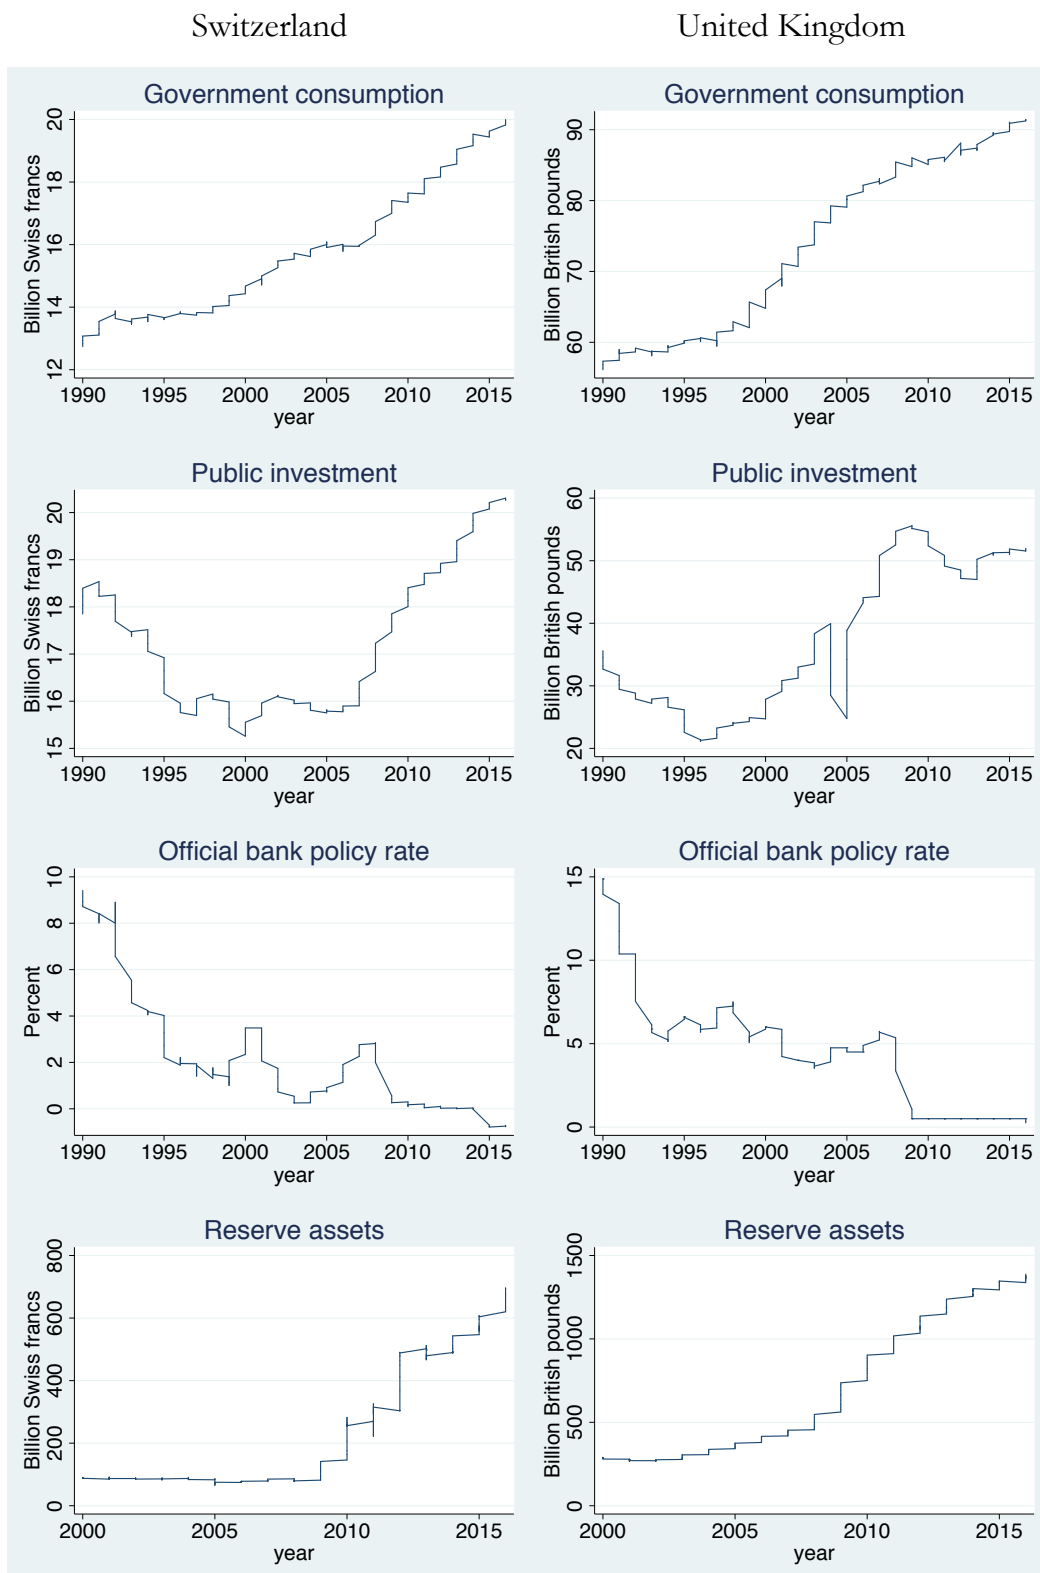 Switzerland United Kingdom
Government consumption
Billion Swiss francs
20
18
16
14
12
1990 1995 2000 2005 2010 2015
year
Government consumption
Billion British pounds
90
80
70
60
1990 1995 2000 2005 2010 2015
year
Public investment
Billion Swiss francs
20
19
18
17
16
15
1990 1995 2000 2005 2010 2015
year
Public investment
Billion British pounds
60
50
40
30
20
1990 1995 2000 2005 2010 2015
year
Official bank policy rate
Percent
10
8
6
4
2
0
1990 1995 2000 2005 2010 2015
year
Official bank policy rate
Percent
15
10
5
0
1990 1995 2000 2005 2010 2015
year
Reserve assets
Billion Swiss francs
800
600
400
200
0
2000 2005 2010 2015
year
Reserve assets
Billion British pounds
1500
1000
500
0
2000 2005 2010 2015
year